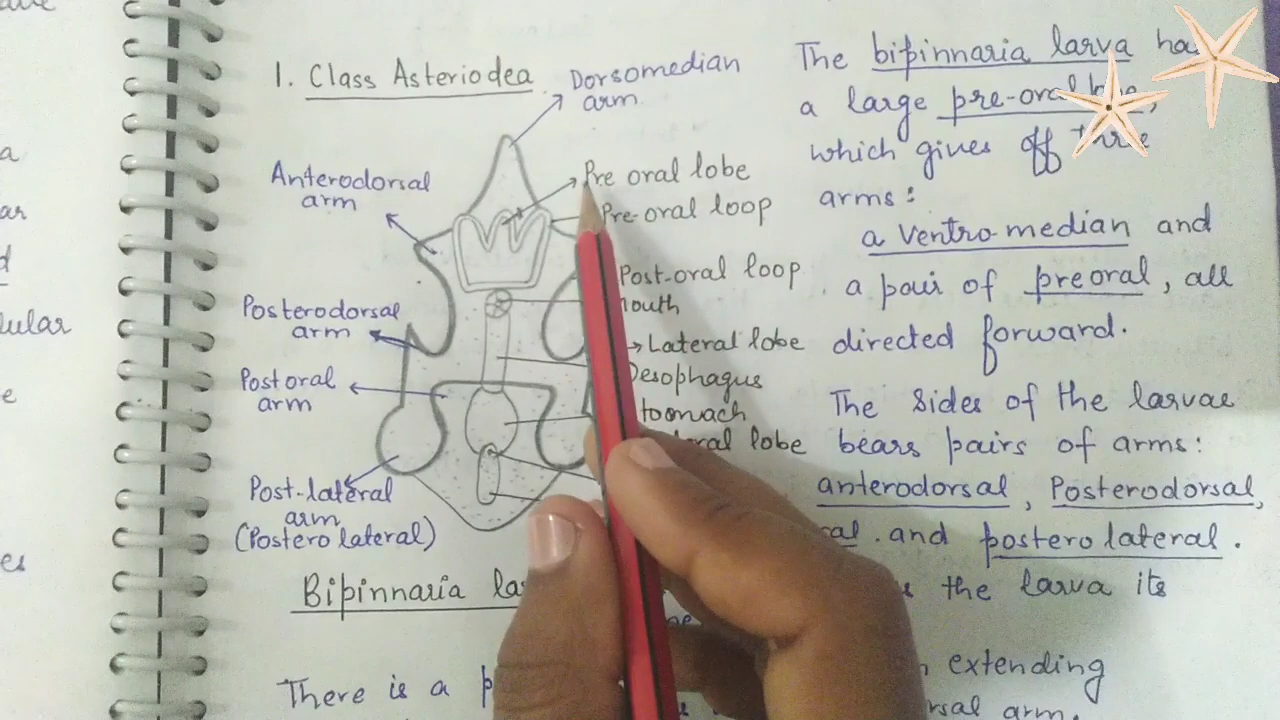 1. Class Asteriodea
Dorsomedian
arm
Anterodorsal
arm
Pre oral lobe
Pre-oral loop
Post-oral loop
Posterodorsal
arm
Lateral lobe
Post oral
arm
Post-lateral
arm
(Postero lateral)
lobe
Bipinnaria
There is a
The bipinnaria larva
a large pre-oral
which gives off
arms:
a ventro median and
a pair of preoral, all
directed forward.
The sides of the larvae
bears pairs of arms:
anterodorsal, Posterodorsal,
and postero lateral.
the larva its
extending
arm.